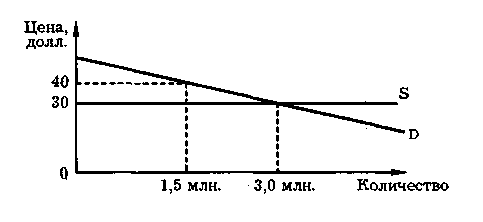 Цена,
долл.
40
30
S
D
0
1,5 млн.
3,0 млн.
Количество